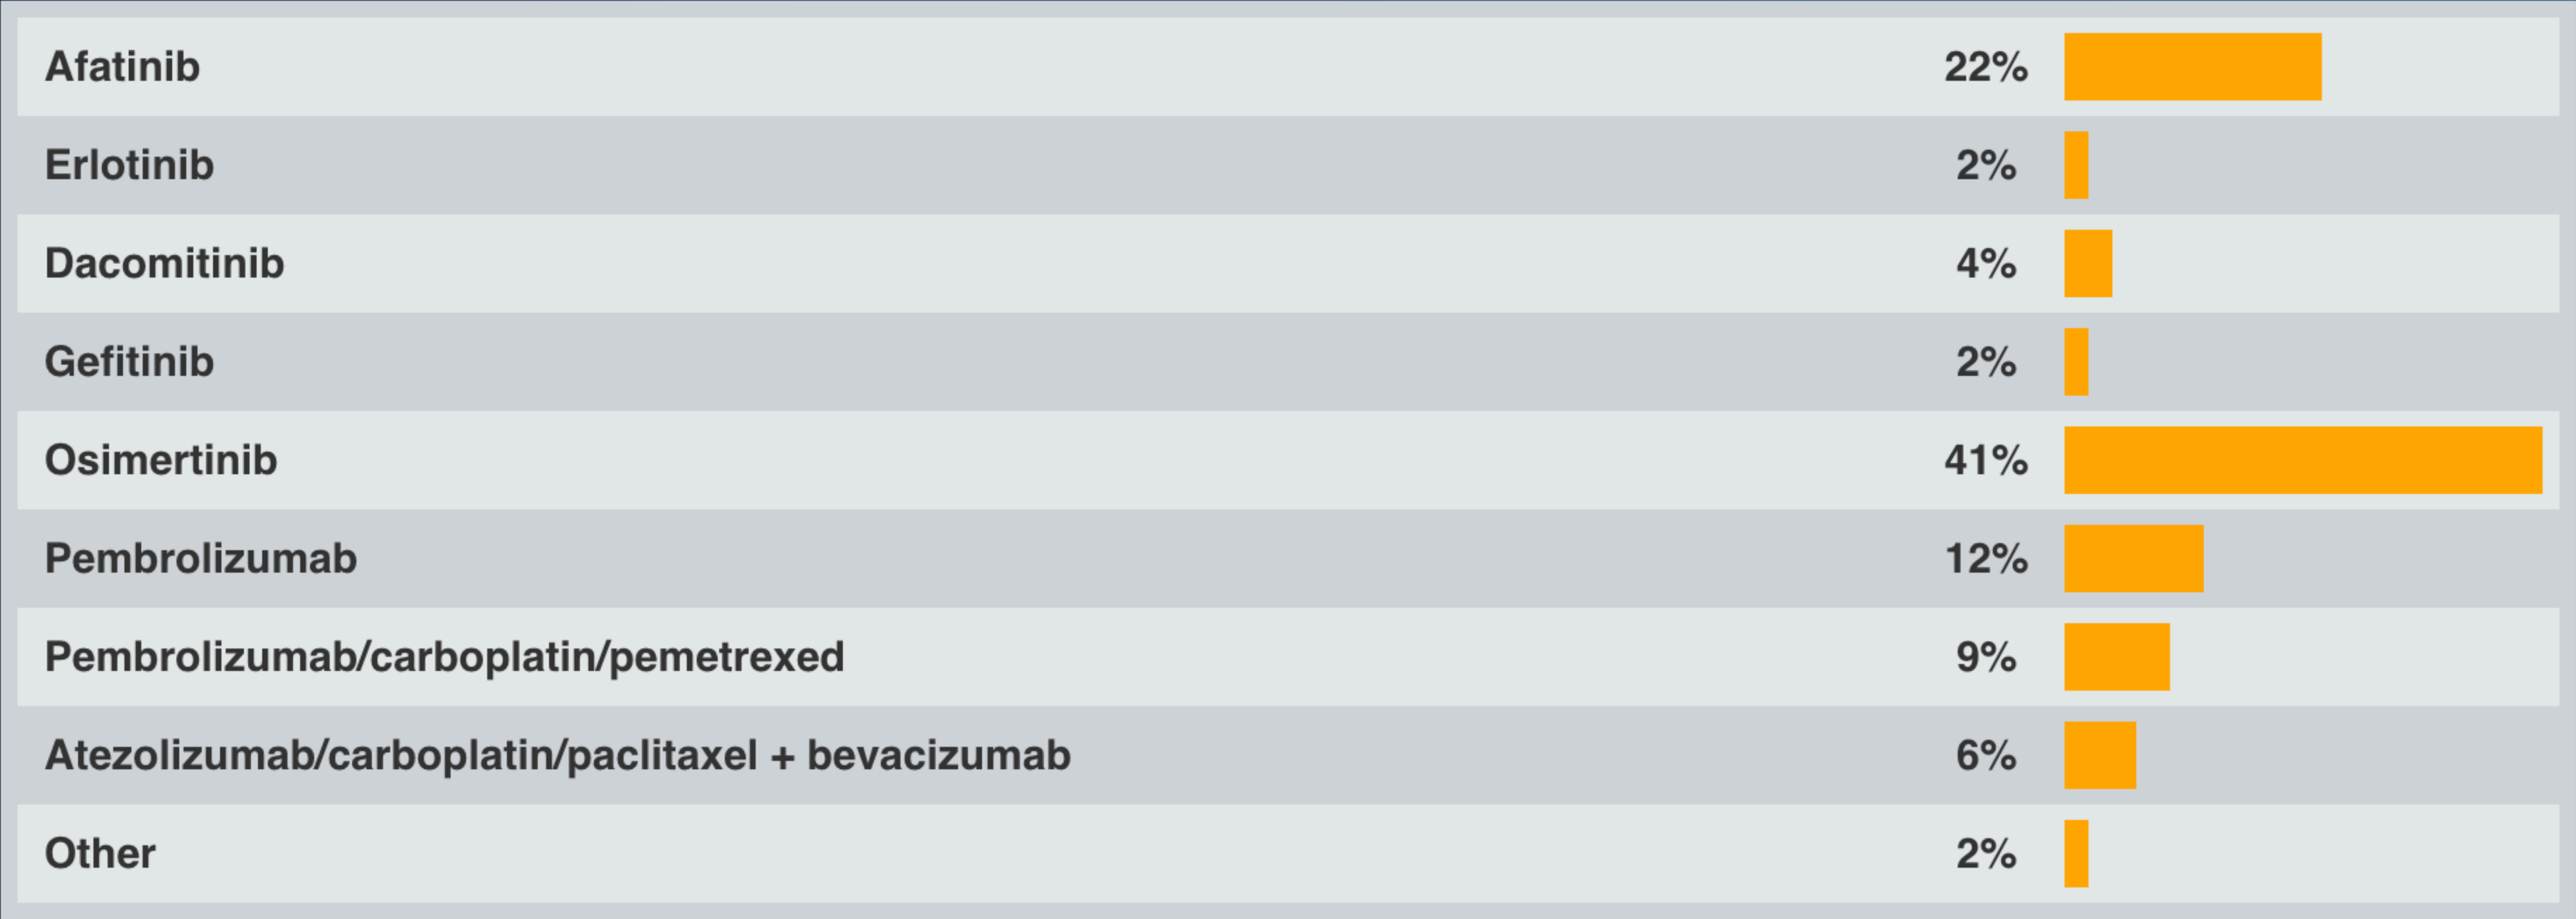 Afatinib 22%
Erlotinib 2%
Dacomitinib 4%
Gefitinib 2%
Osimertinib 41%
Pembrolizumab 12%
Pembrolizumab/carboplatin/pemetrexed 9%
Atezolizumab/carboplatin/paclitaxel + bevacizumab 6%
Other 2%